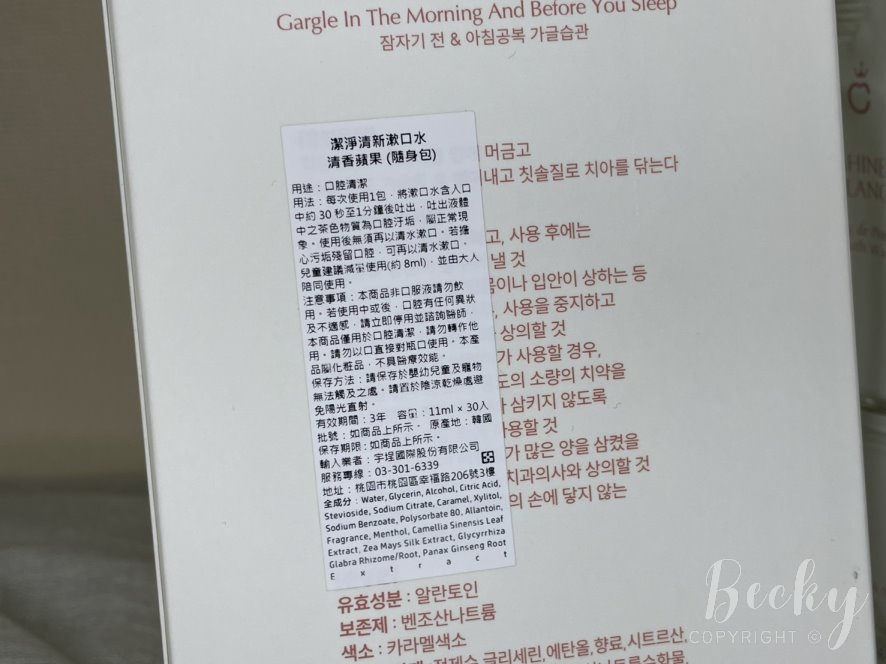 Gargle In The Morning And Before You Sleep
잠자기 전 & 아침공복 가글습관
潔淨清新漱口水
清香蘋果 (隨身包)
用途：口腔清潔
用法：每次使用1包，將漱口水含入口
中約 30 秒至1分鐘後吐出，吐出液體
中之茶色物質為口腔汙垢，屬正常現
象。使用後無須再以清水漱口。若擔
心污垢殘留口腔，可再以清水漱口。
兒童建議減量使用(約 8ml)，並由大人
陪同使用。
注意事項：本商品非口服液請勿飲
用。若使用中或後，口腔有任何異狀
及不適感，請立即停用並諮詢醫師，
本商品僅用於口腔清潔，請勿轉作他
用。請勿以口直接對瓶口使用。本產
品屬化粧品，不具醫療效能。
保存方法：請保存於嬰幼兒童及寵物
無法觸及之處。請置於陰涼乾燥處避
免陽光直射。
有效期間：3年 容量：11ml × 30入
批號：如商品上所示。 原產地：韓國
保存期限：如商品上所示。
輸入業者：宇埕國際股份有限公司
服務專線：03-301-6339
地址：桃園市桃園區幸福路206號3樓
全成分：Water, Glycerin, Alcohol, Citric Acid,
Stevioside, Sodium Citrate, Caramel, Xylitol,
Sodium Benzoate, Polysorbate 80, Allantoin,
Fragrance, Menthol, Camellia Sinensis Leaf
Extract, Zea Mays Silk Extract, Glycyrrhiza
Glabra Rhizome/Root, Panax Ginseng Root
Extract
머금고
내고 칫솔질로 치아를 닦는다
고, 사용 후에는
낼 것
이나 입안이 상하는 등
사용을 중지하고
상의할 것
가 사용할 경우,
도의 소량의 치약을
삼키지 않도록
사용할 것
가 많은 양을 삼켰을
치과의사와 상의할 것
의 손에 닿지 않는
유효성분 : 알란토인
보존제 : 벤조산나트륨
색소 : 카라멜색소
정제수, 글리세린, 에탄올, 향료, 시트르산,
C
Becky
COPYRIGHT ©